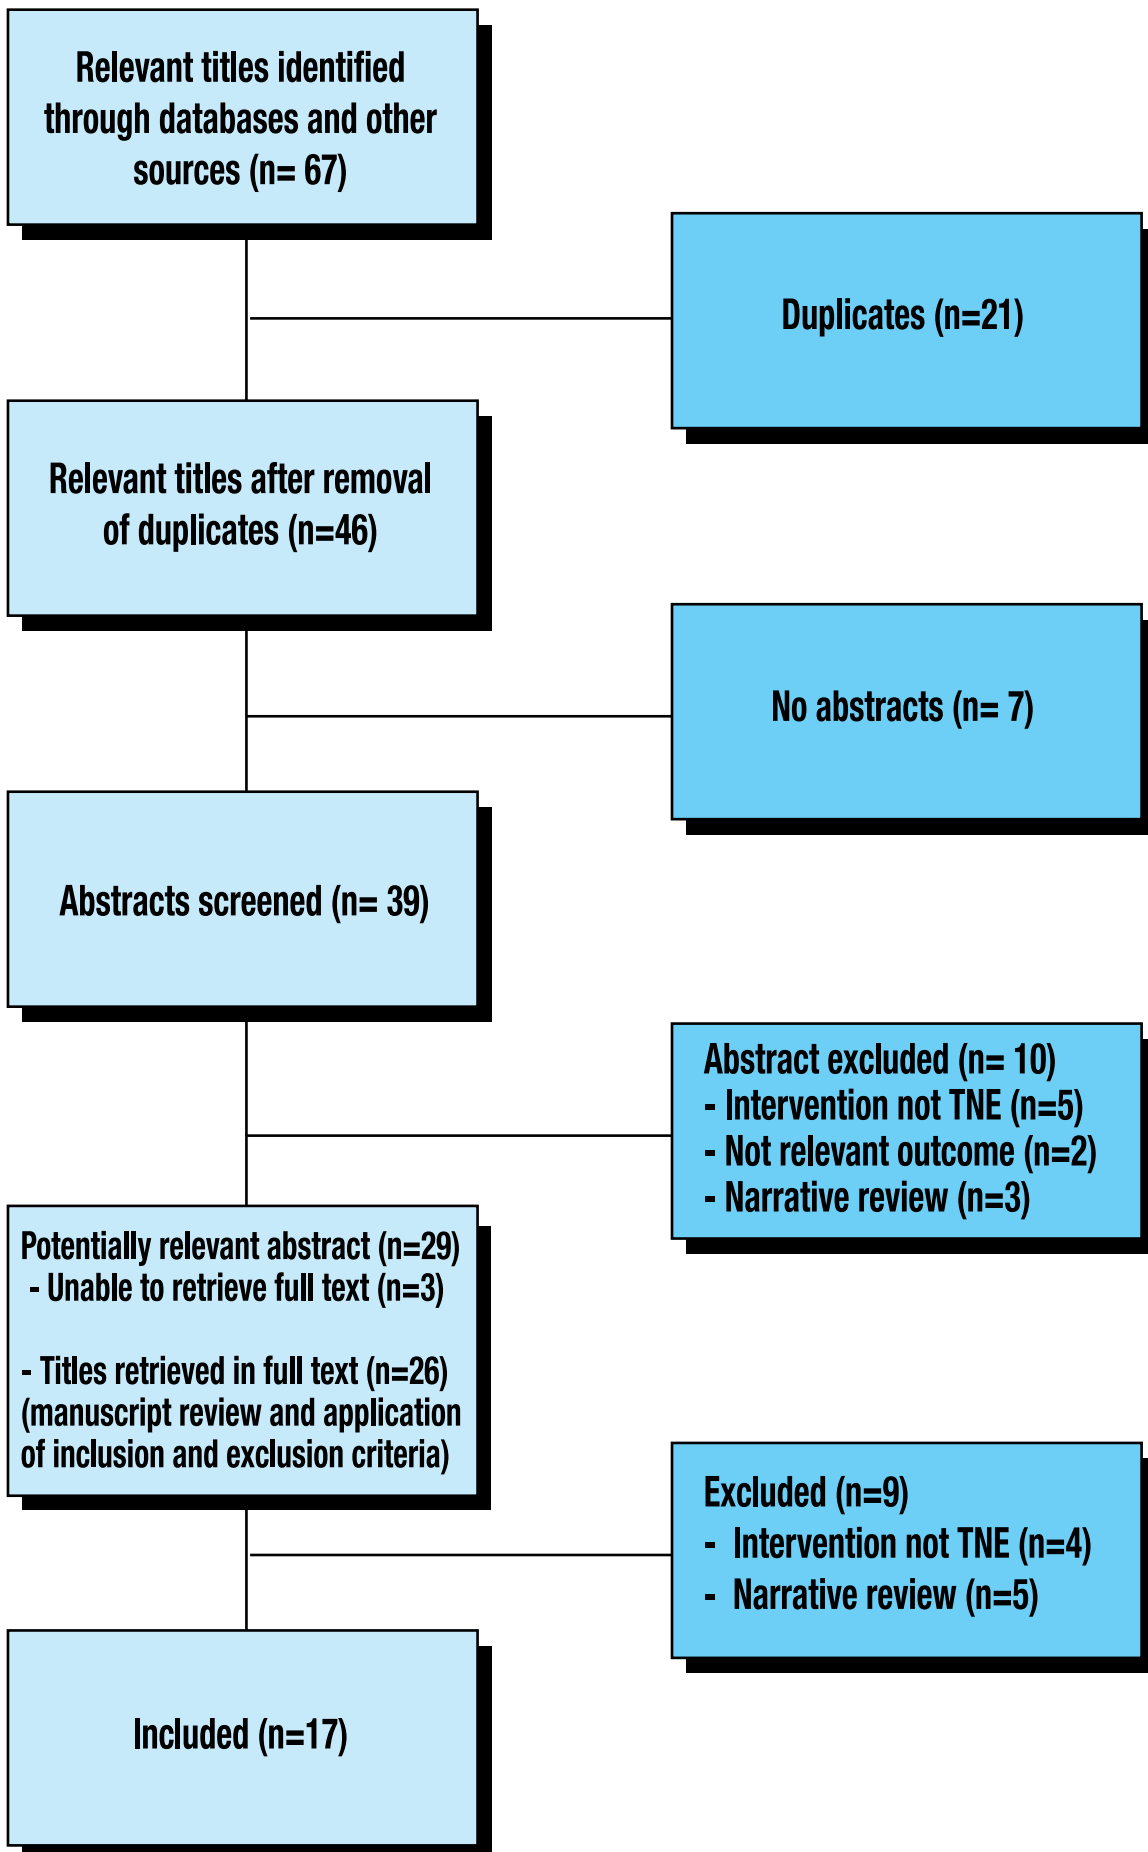 Relevant titles identified
through databases and other
sources (n= 67)
Duplicates (n=21)
Relevant titles after removal
of duplicates (n=46)
No abstracts (n= 7)
Abstracts screened (n= 39)
Abstract excluded (n= 10)
- Intervention not TNE (n=5)
- Not relevant outcome (n=2)
- Narrative review (n=3)
Potentially relevant abstract (n=29)
- Unable to retrieve full text (n=3)
- Titles retrieved in full text (n=26)
(manuscript review and application
of inclusion and exclusion criteria)
Excluded (n=9)
- Intervention not TNE (n=4)
- Narrative review (n=5)
Included (n=17)